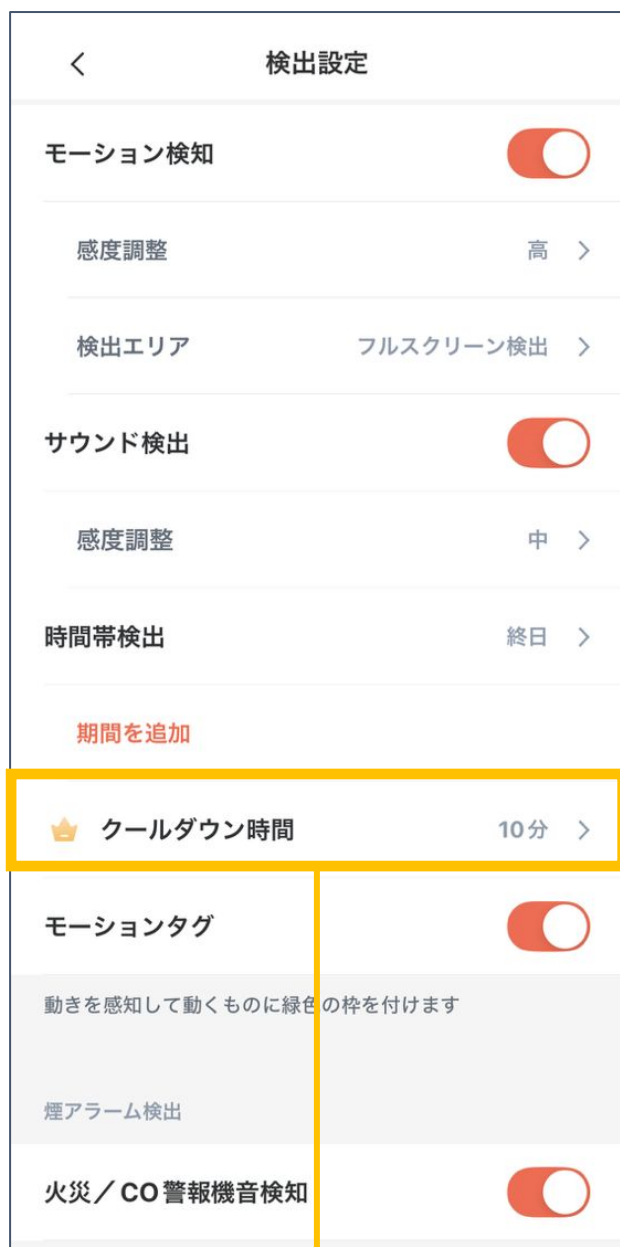 検出設定
モーション検知
感度調整 高
検出エリア フルスクリーン検出
サウンド検出
感度調整 中
時間帯検出 終日
期間を追加
クールダウン時間 10分
モーションタグ
動きを感知して動くものに緑色の枠を付けます
煙アラーム検出
火災／CO警報機音検知